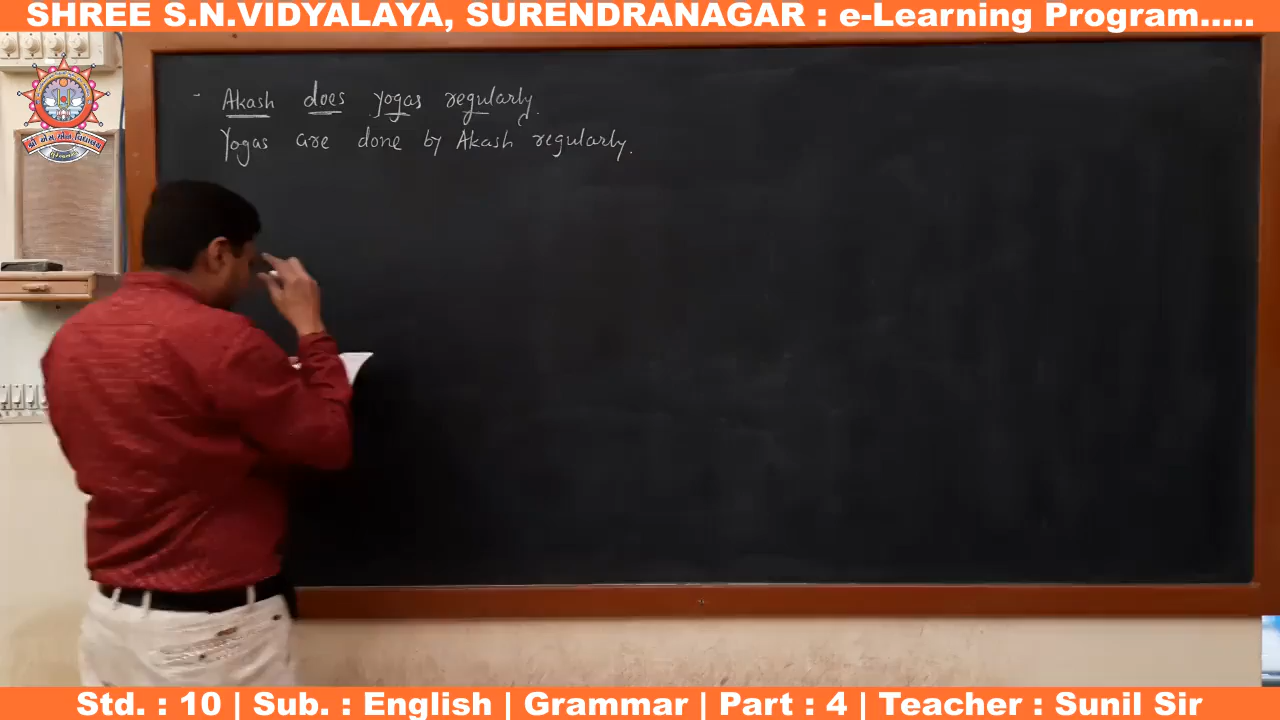 SHREE S.N.VIDYALAYA, SURENDRANAGAR : e-Learning Program.....
- Akash does yogas regularly.
Yogas are done by Akash regularly.
Std. : 10 | Sub. : English | Grammar | Part : 4 | Teacher : Sunil Sir